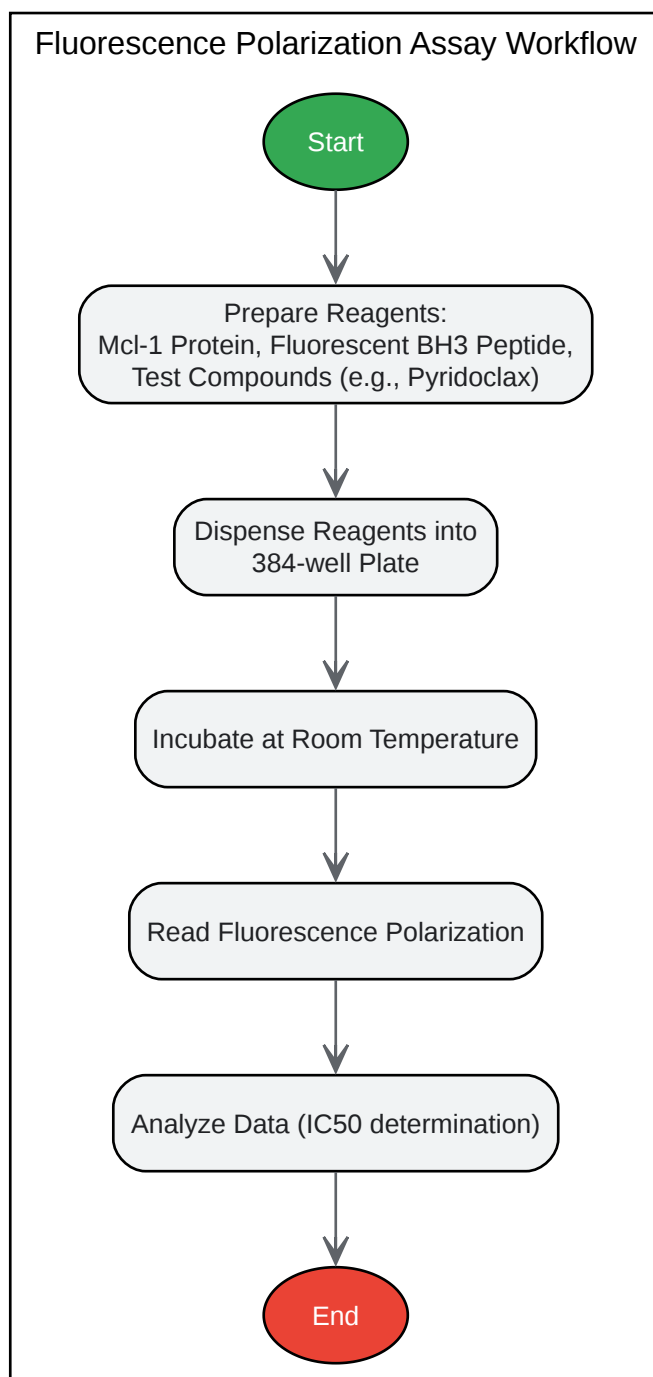 Fluorescence Polarization Assay Workflow
Start
Prepare Reagents:
Mcl-1 Protein, Fluorescent BH3 Peptide,
Test Compounds (e.g., Pyridoclax)
Dispense Reagents into
384-well Plate
Incubate at Room Temperature
Read Fluorescence Polarization
Analyze Data (IC50 determination)
End